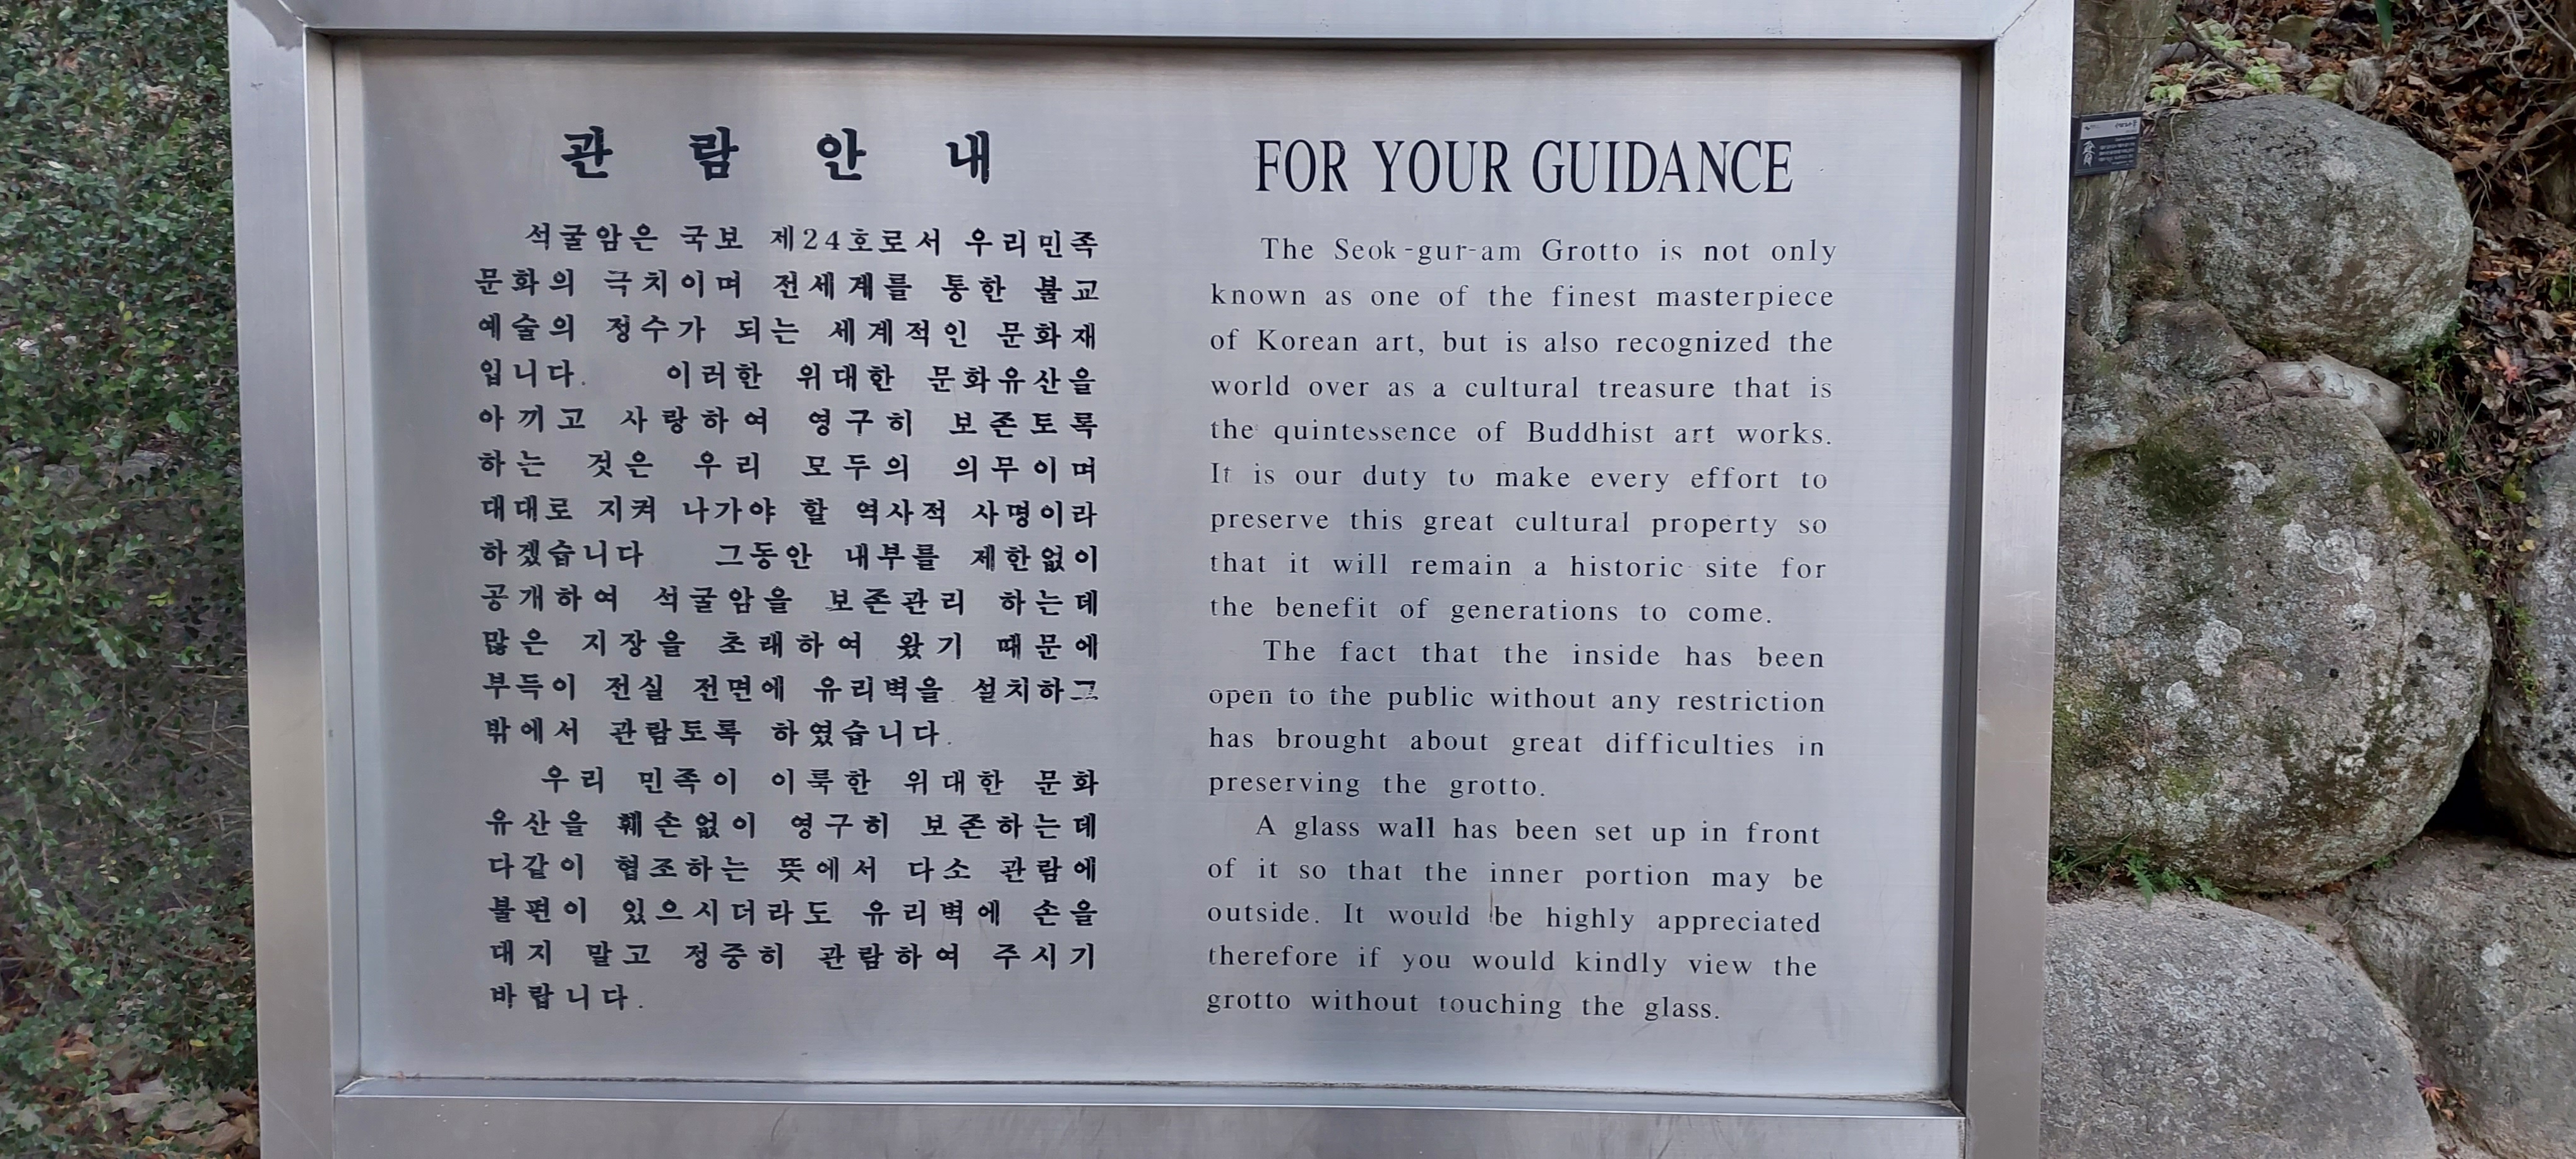 관람안내
석굴암은 국보 제24호로서 우리민족
문화의 극치이며 전세계를 통한 불교
예술의 정수가 되는 세계적인 문화재
입니다. 이러한 위대한 문화유산을
아끼고 사랑하여 영구히 보존토록
하는 것은 우리 모두의 의무이며
대대로 지켜 나가야 할 역사적 사명이라
하겠습니다 그동안 내부를 제한없이
공개하여 석굴암을 보존관리 하는데
많은 지장을 초래하여 왔기 때문에
부득이 전실 전면에 유리벽을 설치하고
밖에서 관람토록 하였습니다.
우리 민족이 이룩한 위대한 문화
유산을 훼손없이 영구히 보존하는데
다같이 협조하는 뜻에서 다소 관람에
불편이 있으시더라도 유리벽에 손을
대지 말고 정중히 관람하여 주시기
바랍니다.
FOR YOUR GUIDANCE
The Seok-gur-am Grotto is not only
known as one of the finest masterpiece
of Korean art, but is also recognized the
world over as a cultural treasure that is
the quintessence of Buddhist art works.
It is our duty to make every effort to
preserve this great cultural property so
that it will remain a historic site for
the benefit of generations to come.
The fact that the inside has been
open to the public without any restriction
has brought about great difficulties in
preserving the grotto.
A glass wall has been set up in front
of it so that the inner portion may be
outside. It would be highly appreciated
therefore if you would kindly view the
grotto without touching the glass.